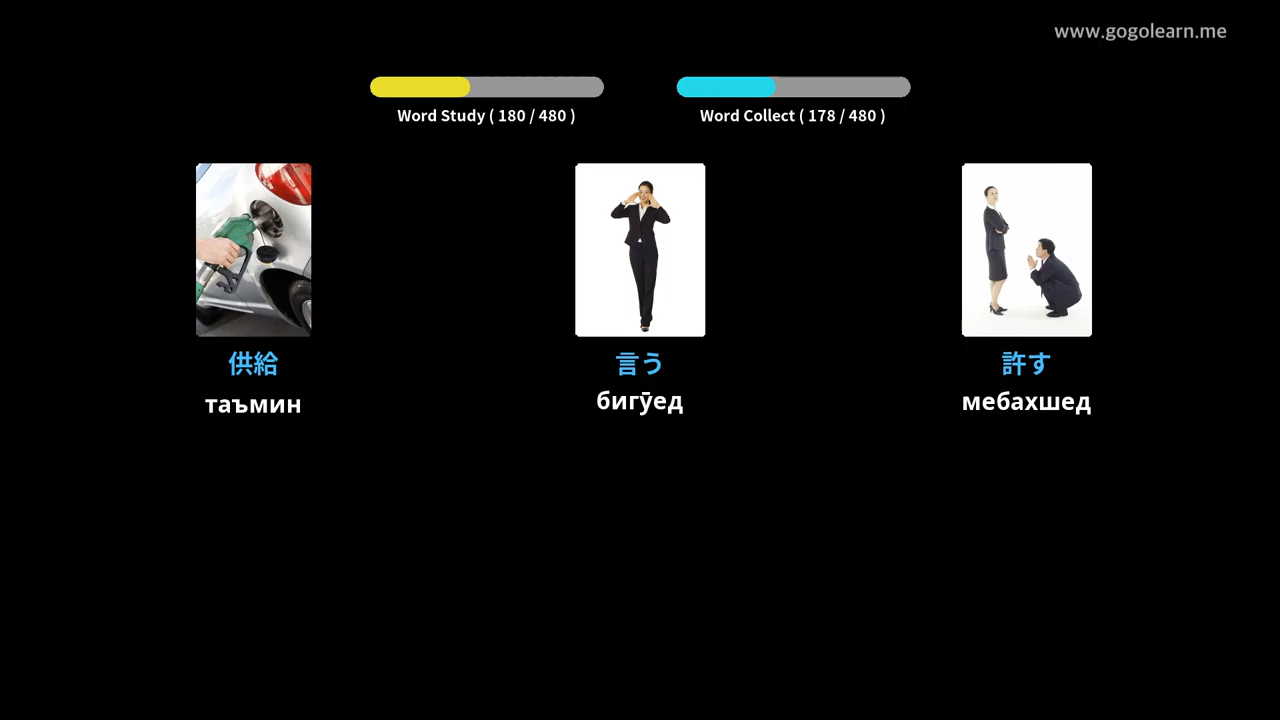 www.gogolearn.me
Word Study ( 180 / 480 )
Word Collect ( 178 / 480 )
供給
言う
許す
таъмин
бигӯед
мебахшед